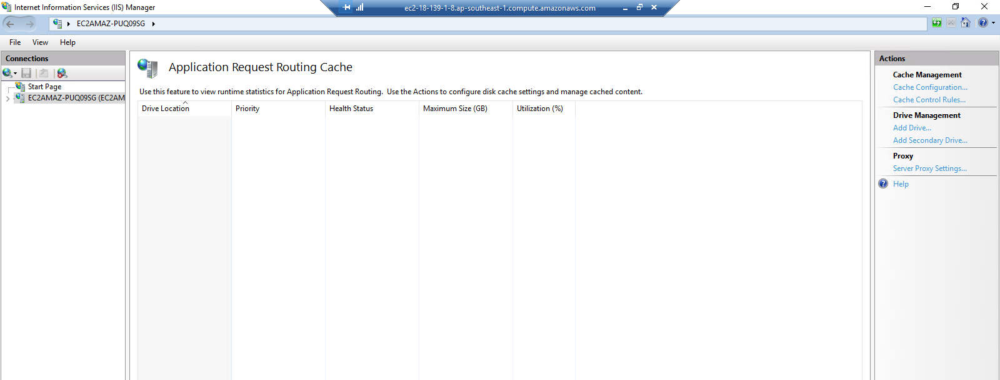 Internet Information Services (IIS) Manager
ec2-18-139-1-8.ap-southeast-1.compute.amazonaws.com
EC2AMAZ-PUQ09SG
File View Help
Connections
Start Page
EC2AMAZ-PUQ09SG (EC2AM
Application Request Routing Cache
Use this feature to view runtime statistics for Application Request Routing. Use the Actions to configure disk cache settings and manage cached content.
Drive Location Priority Health Status Maximum Size (GB) Utilization (%)
Actions
Cache Management
Cache Configuration...
Cache Control Rules...
Drive Management
Add Drive...
Add Secondary Drive...
Proxy
Server Proxy Settings...
Help